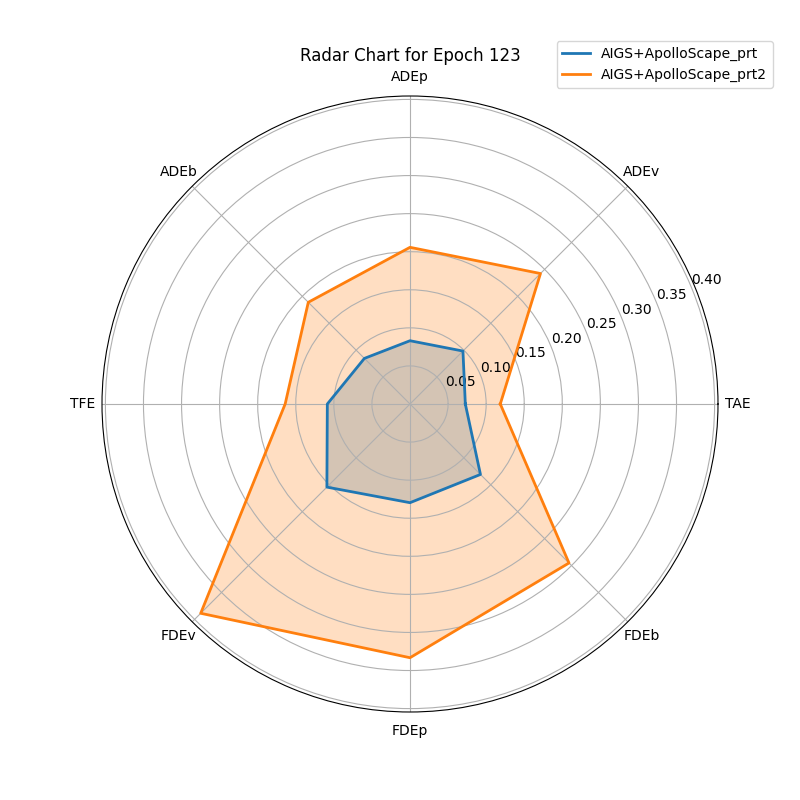 Radar Chart for Epoch 123
AIGS+ApolloScape_prt
AIGS+ApolloScape_prt2
ADEp
ADEb
ADEv
0.40
0.35
0.30
0.25
0.20
0.15
0.10
0.05
TFE
TAE
FDEv
FDEb
FDEp